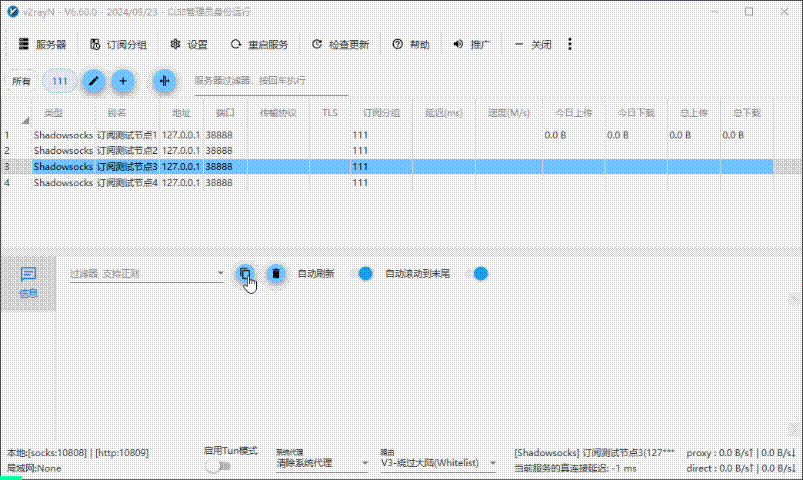 v2rayN - V6.60.0 - 2024/09/23 - 以非管理员身份运行
服务器 订阅分组 设置 重启服务 检查更新 帮助 推广 关闭
所有 111 服务器过滤器，按回车执行
类型 别名 地址 端口 传输协议 TLS 订阅分组 延迟(ms) 速度(M/s) 今日上传 今日下载 总上传 总下载
1 Shadowsocks 订阅测试节点1 127.0.0.1 38888 111 0.0 B 0.0 B 0.0 B 0.0 B
2 Shadowsocks 订阅测试节点2 127.0.0.1 38888 111
3 Shadowsocks 订阅测试节点3 127.0.0.1 38888 111
4 Shadowsocks 订阅测试节点4 127.0.0.1 38888 111
信息
过滤器，支持正则 自动刷新 自动滚动到末尾
本地:[socks:10808] | [http:10809]
局域网:None
启用Tun模式
系统代理
清除系统代理
路由
V3-绕过大陆(Whitelist)
[Shadowsocks] 订阅测试节点3(127***
当前服务的真连接延迟: -1 ms
proxy : 0.0 B/s↑ | 0.0 B/s↓
direct : 0.0 B/s↑ | 0.0 B/s↓